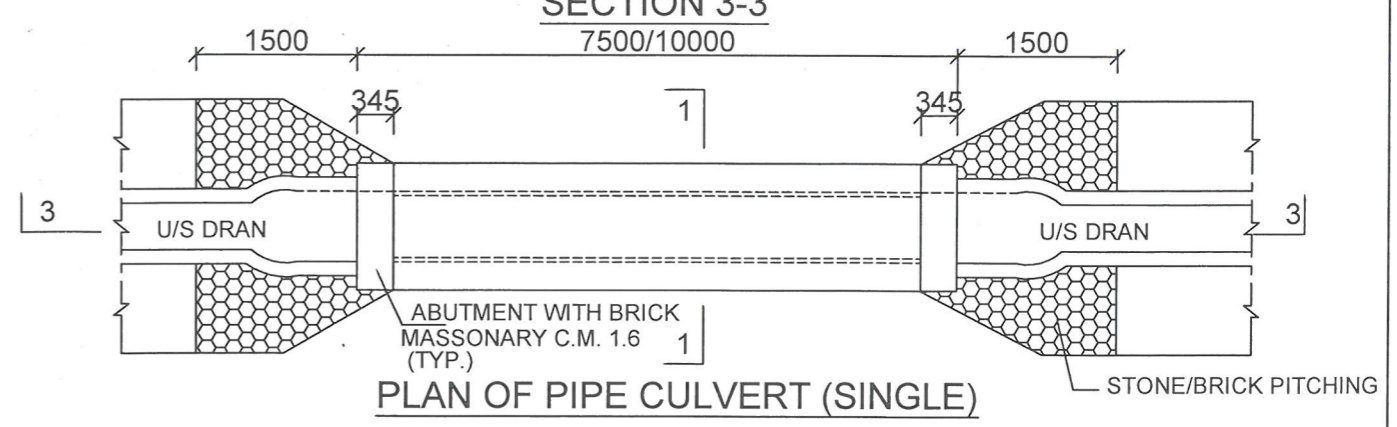 SECTION 3-3
1500 7500/10000 1500
345 345
1
3 3
U/S DRAN U/S DRAN
ABUTMENT WITH BRICK
MASSONARY C.M. 1.6
(TYP.)
1
STONE/BRICK PITCHING
PLAN OF PIPE CULVERT (SINGLE)